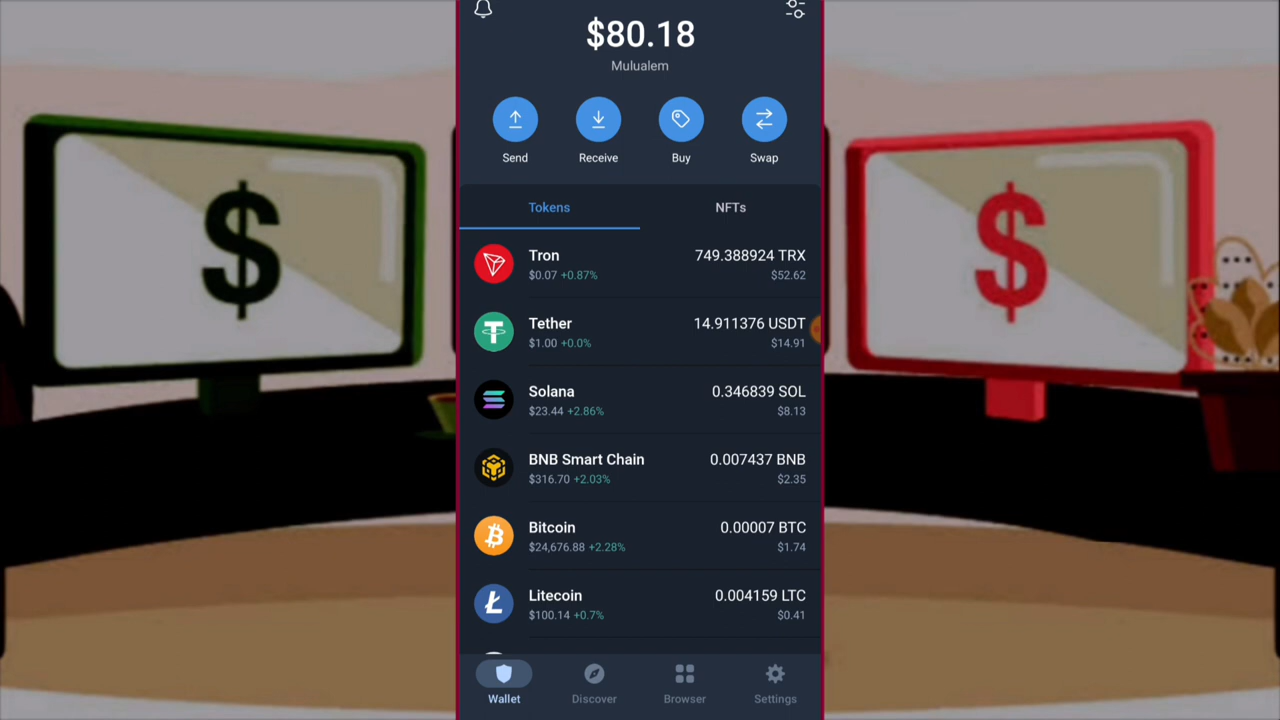 $80.18
Mulualem
Send Receive Buy Swap
Tokens NFTs
Tron 749.388924 TRX
$0.07 +0.87% $52.62
Tether 14.911376 USDT
$1.00 +0.0% $14.91
Solana 0.346839 SOL
$23.44 +2.86% $8.13
BNB Smart Chain 0.007437 BNB
$316.70 +2.03% $2.35
Bitcoin 0.00007 BTC
$24,676.88 +2.28% $1.74
Litecoin 0.004159 LTC
$100.14 +0.7% $0.41
Wallet Discover Browser Settings
$ $